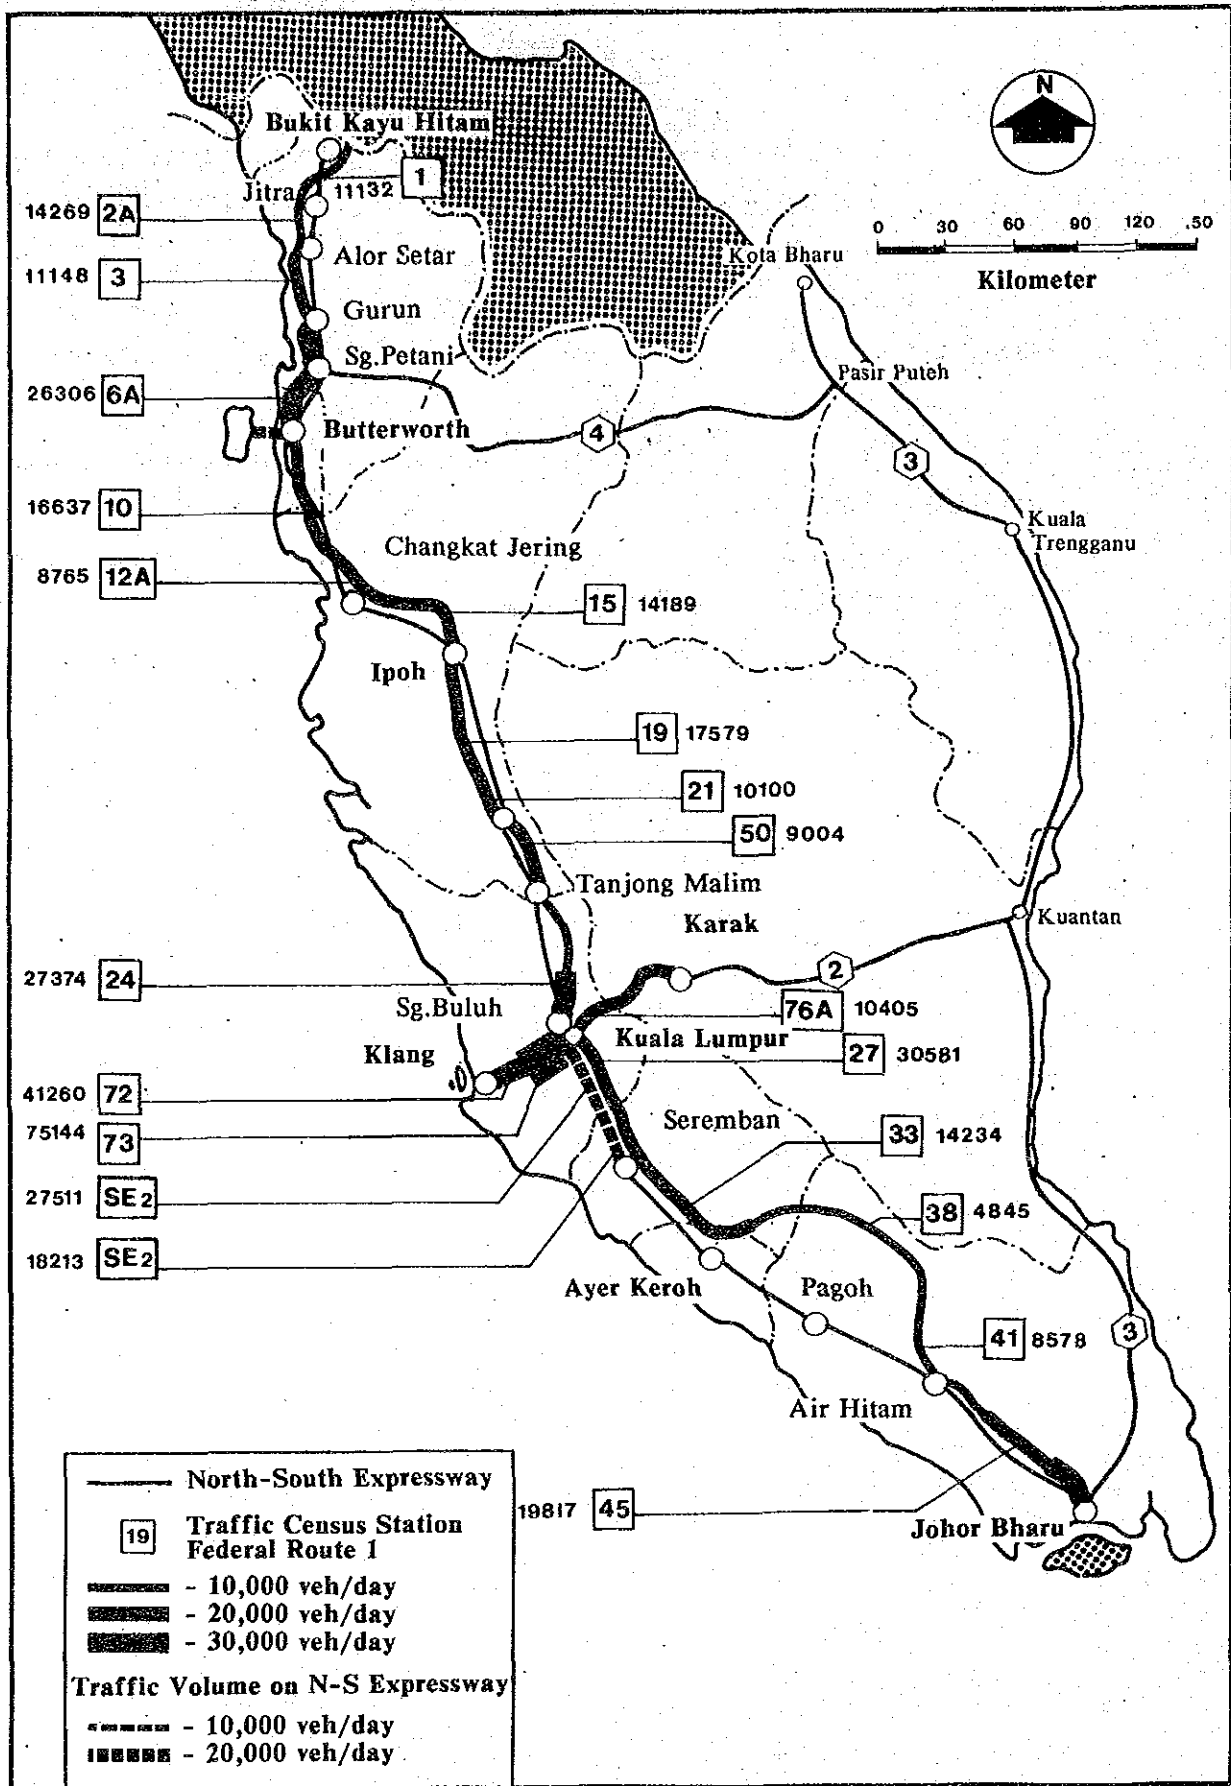 N
Bukit Kayu Hitam
Jitra 11132 1
14269 2A
0 30 60 90 120 .50
Kilometer
Alor Setar
Kota Bharu
11148 3
Gurun
Sg.Petani
Pasir Puteh
26306 6A
Butterworth
4
3
16637 10
Kuala
Trengganu
Changkat Jering
8765 12A
15 14189
Ipoh
19 17579
21 10100
50 9004
Tanjong Malim
Karak
Kuantan
2
27374 24
Sg.Buluh
76A 10405
Kuala Lumpur
Klang
27 30581
41260 72
75144 73
Seremban
33 14234
27511 SE2
38 4845
18213 SE2
Ayer Keroh
Pagoh
3
41 8578
Air Hitam
19817 45
Johor Bharu
North-South Expressway
19 Traffic Census Station
Federal Route 1
- 10,000 veh/day
- 20,000 veh/day
- 30,000 veh/day
Traffic Volume on N-S Expressway
- 10,000 veh/day
- 20,000 veh/day